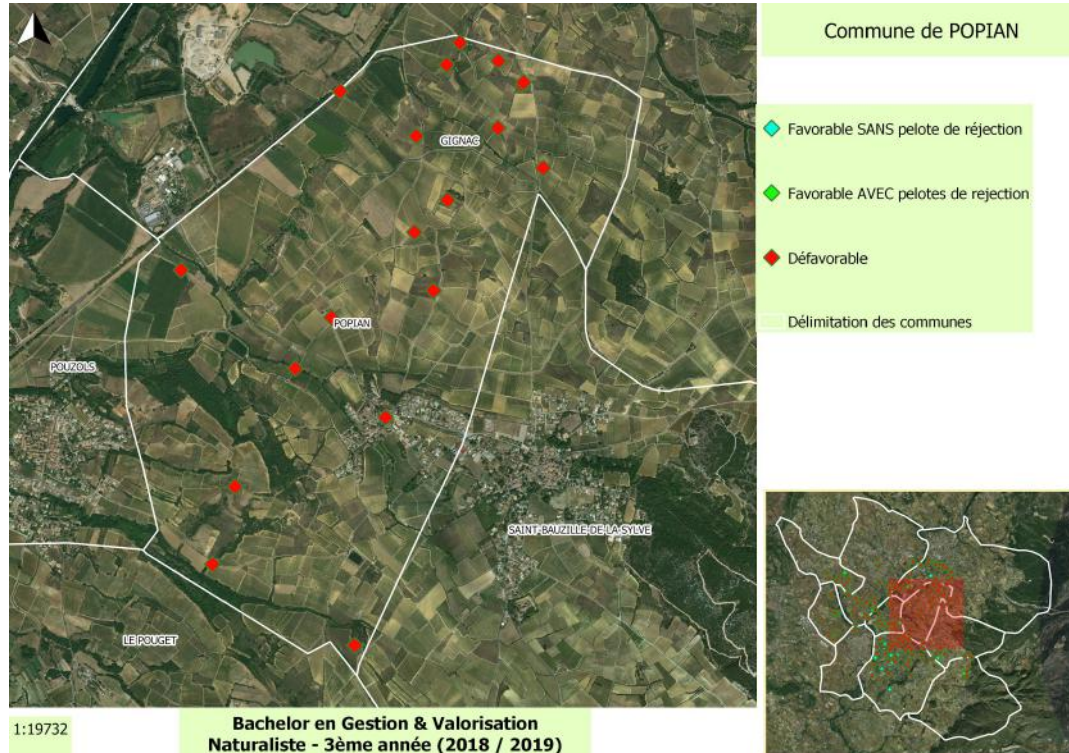 Commune de POPIAN
Favorable SANS pelote de réjection
Favorable AVEC pelotes de rejection
Défavorable
Délimitation des communes
GIGNAC
POPIAN
POUZOLS
SAINT-BAUZILLE-DE-LA-SYLVE
LE POUGET
1:19732
Bachelor en Gestion & Valorisation
Naturaliste - 3ème année (2018 / 2019)